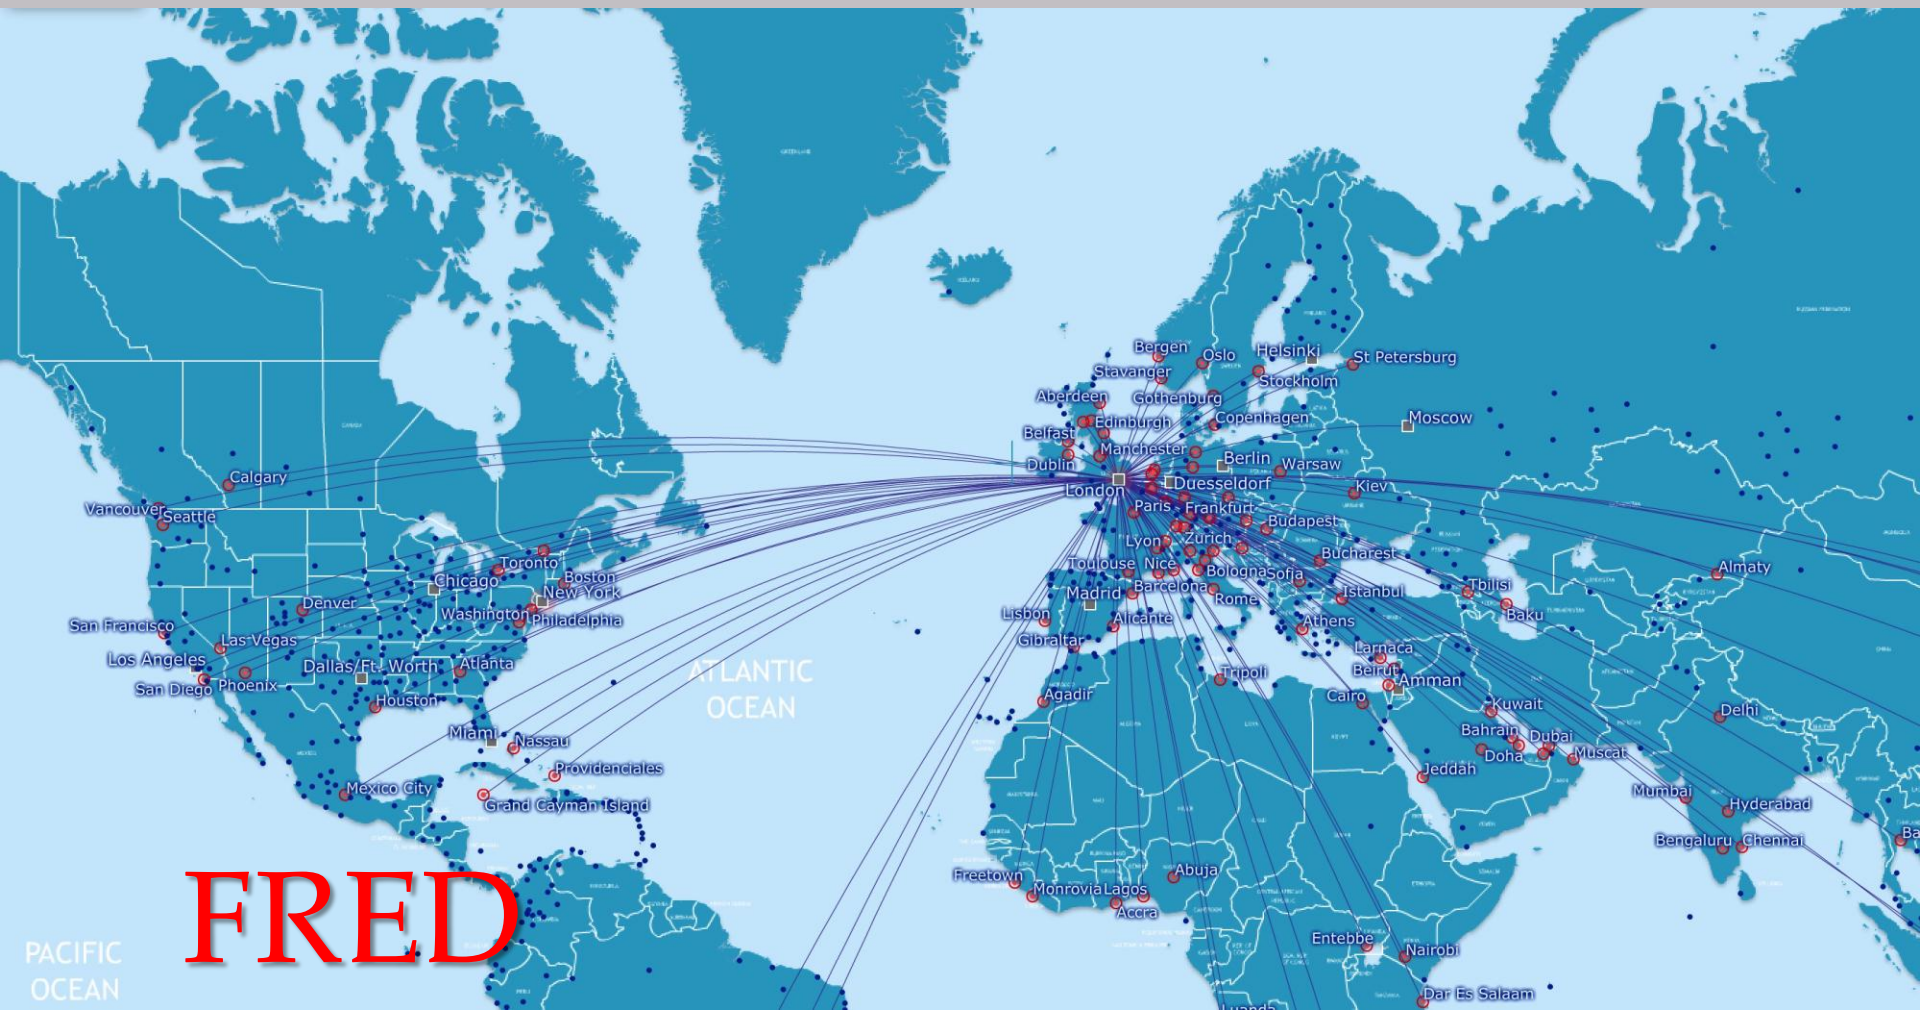 Bergen
Oslo
Helsinki
St Petersburg
Stavanger
Stockholm
Aberdeen
Gothenburg
Edinburgh
Copenhagen
Moscow
Belfast
Manchester
Dublin
Berlin
Warsaw
Calgary
London
Duesseldorf
Kiev
Vancouver
Seattle
Paris
Frankfurt
Budapest
Lyon
Zurich
Bucharest
Toronto
Toulouse
Nice
Bologna
Sofia
Almaty
Chicago
Boston
New York
Madrid
Barcelona
Rome
Istanbul
Tbilisi
Denver
Washington
Philadelphia
Lisbon
Alicante
Athens
Baku
San Francisco
Las Vegas
Gibraltar
Larnaca
Los Angeles
Dallas/Ft. Worth
Atlanta
ATLANTIC
OCEAN
Tripoli
Beirut
Amman
San Diego
Phoenix
Houston
Agadir
Cairo
Kuwait
Delhi
Miami
Nassau
Bahrain
Dubai
Doha
Muscat
Providenciales
Jeddah
Mexico City
Grand Cayman Island
Mumbai
Hyderabad
Bengaluru
Chennai
Ba
Freetown
Monrovia
Lagos
Abuja
Accra
FRED
PACIFIC
OCEAN
Entebbe
Nairobi
Dar Es Salaam
Luanda